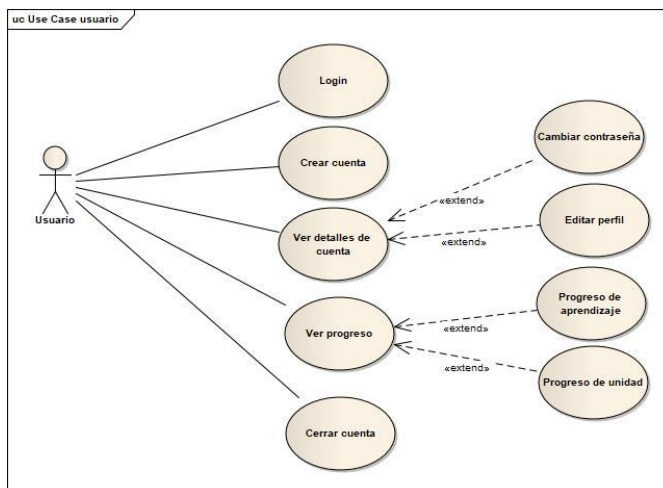 uc Use Case usuario
Login
Crear cuenta
Usuario
Ver detalles de
cuenta
Ver progreso
Cerrar cuenta
Cambiar contraseña
«extend»
Editar perfil
«extend»
Progreso de
aprendizaje
«extend»
Progreso de unidad
«extend»